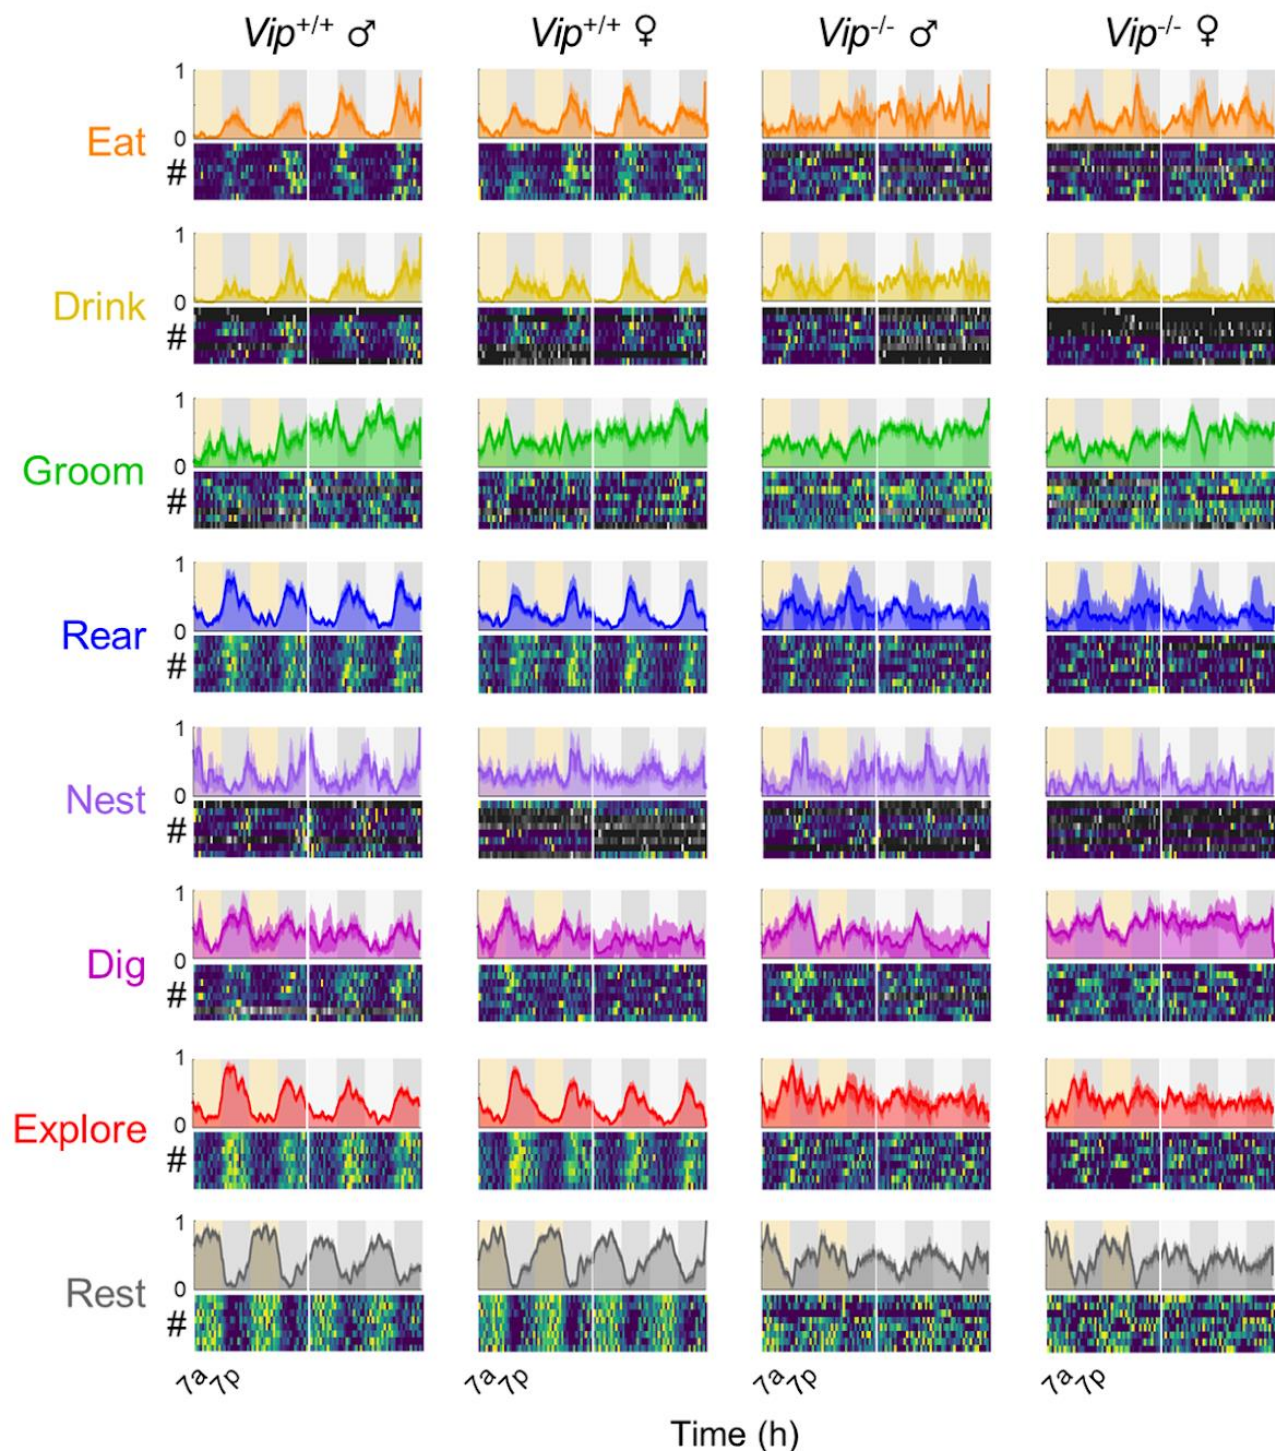 Vip+/+ ♂ Vip+/+ ♀ Vip-/- ♂ Vip-/- ♀
1
Eat
0
#
1
Drink
0
#
1
Groom
0
#
1
Rear
0
#
1
Nest
0
#
1
Dig
0
#
1
Explore
0
#
1
Rest
0
#
7a 7p 7a 7p 7a 7p 7a 7p
Time (h)